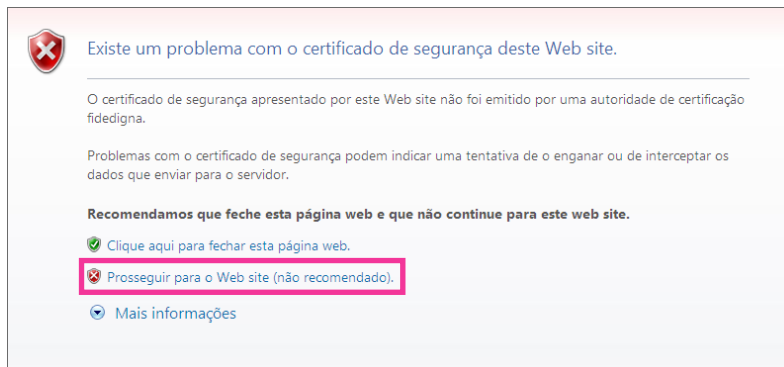 Existe um problema com o certificado de segurança deste Web site.
O certificado de segurança apresentado por este Web site não foi emitido por uma autoridade de certificação
fidedigna.
Problemas com o certificado de segurança podem indicar uma tentativa de o enganar ou de interceptar os
dados que enviar para o servidor.
Recomendamos que feche esta página web e que não continue para este web site.
Clique aqui para fechar esta página web.
Prosseguir para o Web site (não recomendado).
Mais informações